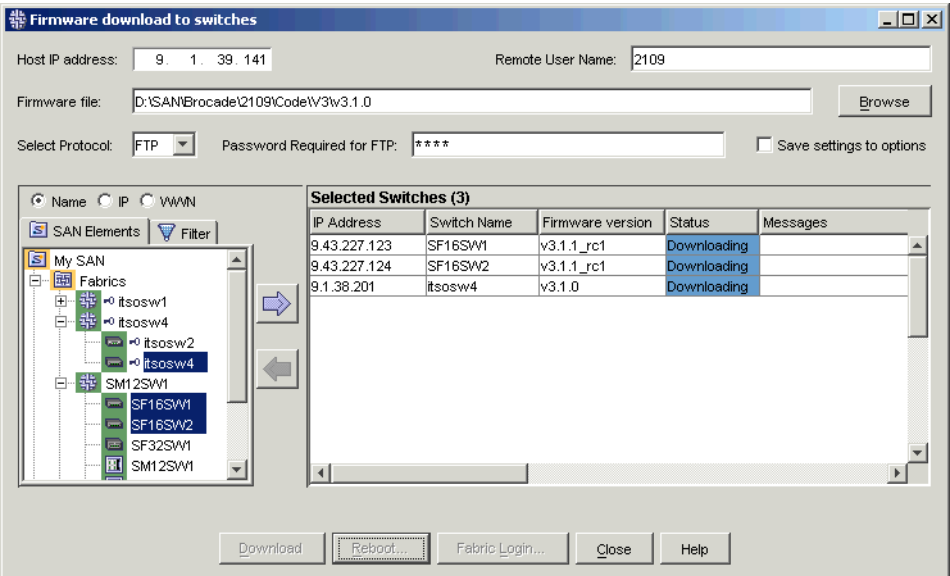 Firmware download to switches
Host IP address: 9. 1. 39. 141 Remote User Name: 2109
Firmware file: D:\SAN\Brocade\2109\Code\V3\v3.1.0 Browse
Select Protocol: FTP Password Required for FTP: **** Save settings to options
Name IP WWN
SAN Elements Filter
My SAN
Fabrics
itsosw1
itsosw4
itsosw2
itsosw4
SM12SW1
SF16SW1
SF16SW2
SF32SW1
SM12SW1
Selected Switches (3)
IP Address Switch Name Firmware version Status Messages
9.43.227.123 SF16SW1 v3.1.1_rc1 Downloading
9.43.227.124 SF16SW2 v3.1.1_rc1 Downloading
9.1.38.201 itsosw4 v3.1.0 Downloading
Download Reboot... Fabric Login... Close Help